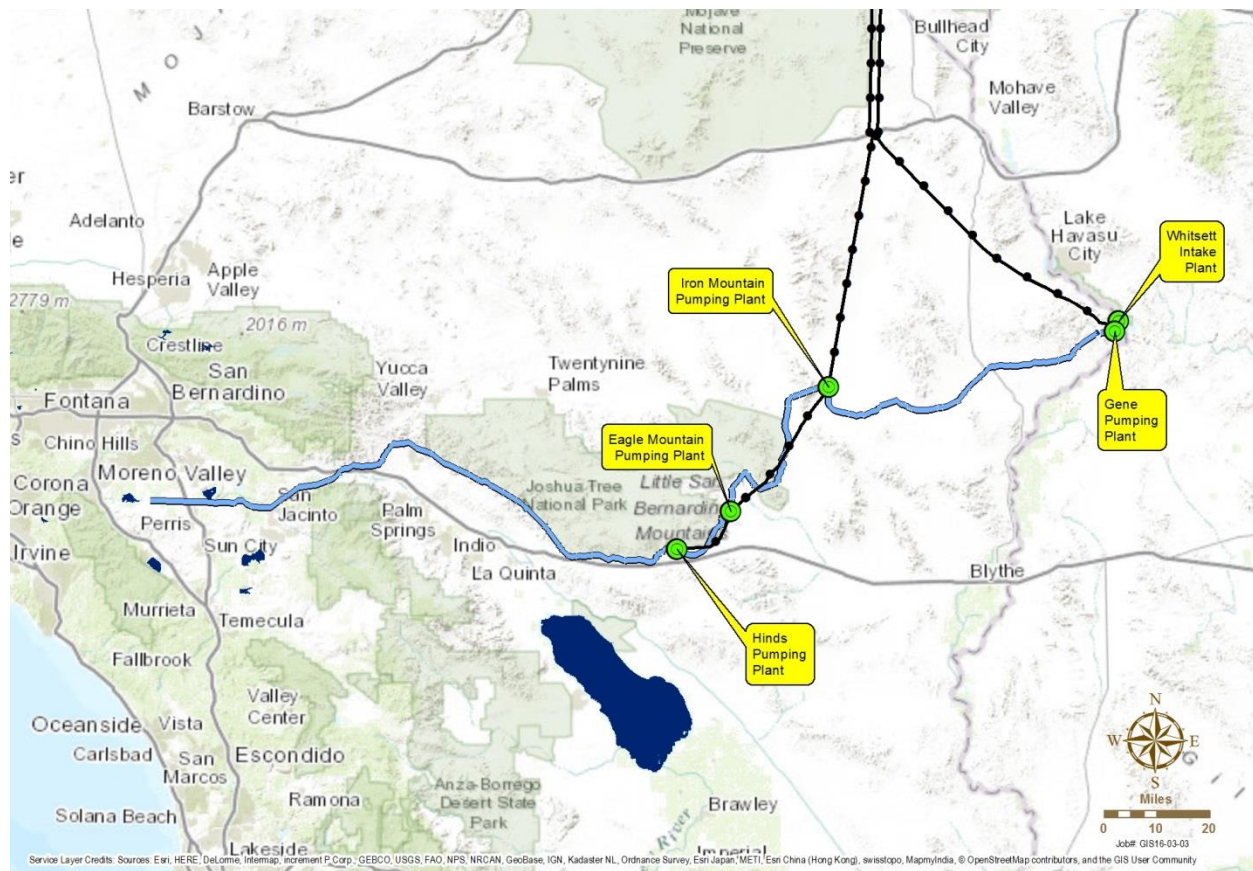 Mojave
National
Preserve
Bullhead
City
M O J
Mohave
Valley
Barstow
er
Adelanto
e
Lake
Havasu
City
Whitsett
Intake
Plant
Hesperia
Apple
Valley
Iron Mountain
Pumping Plant
2779 m
2016 m
Crestline
San
Bernardino
Yucca
Valley
Twentynine
Palms
Fontana
Gene
Pumping
Plant
s
Chino Hills
Eagle Mountain
Pumping Plant
Moreno Valley
Corona
Orange
San
Jacinto
Joshua Tree
National Park
Little San
Bernardino
Mountains
Perris
Palm
Springs
Irvine
Sun City
Indio
La Quinta
Blythe
Murrieta
Temecula
Hinds
Pumping
Plant
Fallbrook
Valley
Center
N
W E
S
Oceanside
Vista
Carlsbad
San
Marcos
Escondido
G I
Anza-Borrego
Desert State
Park
Ramona
Brawley
Miles
0 10 20
Solana Beach
River
Job#: GIS16-03-03
Lakeside
Imperial
Service Layer Credits: Sources: Esri, HERE, DeLorme, Intermap, increment P Corp., GEBCO, USGS, FAO, NPS, NRCAN, GeoBase, IGN, Kadaster NL, Ordnance Survey, Esri Japan, METI, Esri China (Hong Kong), swisstopo, MapmyIndia, © OpenStreetMap contributors, and the GIS User Community